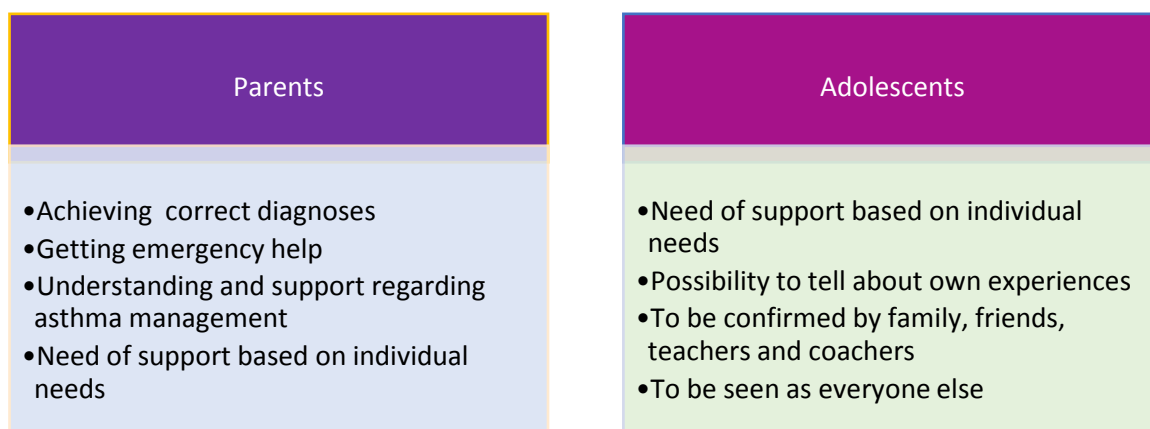 Parents
•Achieving  correct diagnoses
•Getting emergency help
•Understanding and support regarding
asthma management
•Need of support based on individual
needs
Adolescents
•Need of support based on individual
needs
•Possibility to tell about own experiences
•To be confirmed by family, friends,
teachers and coachers
•To be seen as everyone else